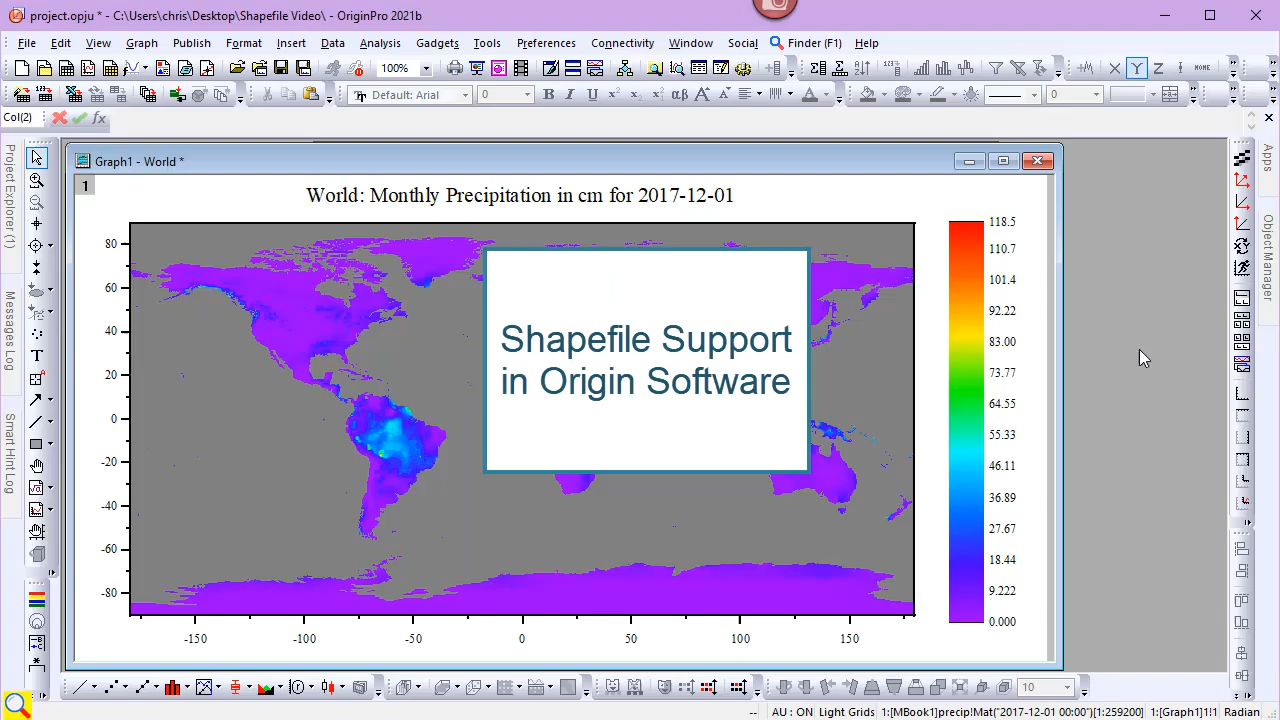 project.opju * - C:\Users\chris\Desktop\Shapefile Video\ - OriginPro 2021b
File Edit View Graph Publish Format Insert Data Analysis Gadgets Tools Preferences Connectivity Window Social Finder (F1) Help
100%
Default: Arial 0 B I U αβ A A A 0
Col(2) fx
Project Explorer (1)
Messages Log
Smart Hint Log
Apps
Object Manager
Graph1 - World *
1
World: Monthly Precipitation in cm for 2017-12-01
80
60
40
20
0
-20
-40
-60
-80
-150 -100 -50 0 50 100 150
Shapefile Support
in Origin Software
118.5
110.7
101.4
92.22
83.00
73.77
64.55
55.33
46.11
36.89
27.67
18.44
9.222
0.000
10
-- AU : ON Light Grids 1:[MBook1]precip!Mat("2017-12-01 00:00")[1:259200] 1:[Graph1]1!1 Radian